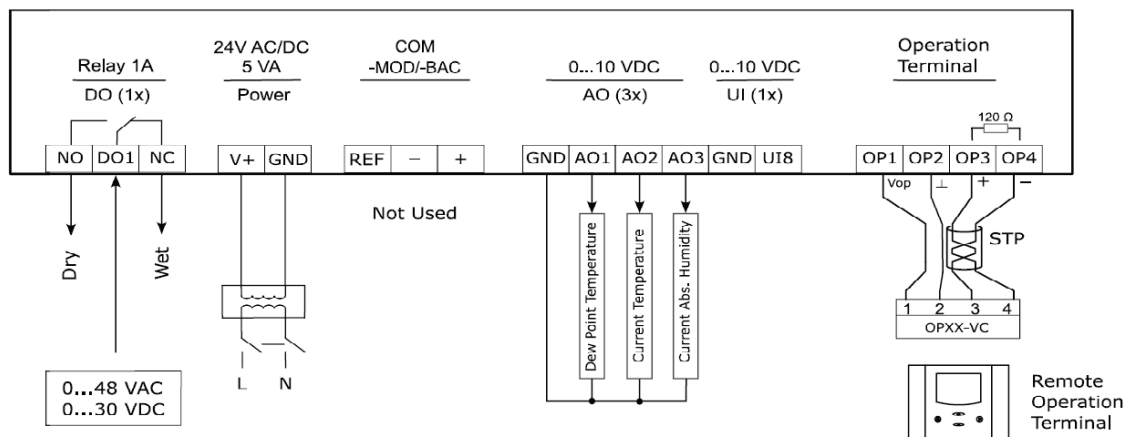 24V AC/DC
5 VA
Power
COM
-MOD/-BAC
Operation
Terminal
Relay 1A
DO (1x)
0...10 VDC
AO (3x)
0...10 VDC
UI (1x)
120 Ω
NO DO1 NC
V+ GND
REF − +
GND AO1 AO2 AO3 GND UI8
OP1 OP2 OP3 OP4
Vop ⊥ + −
Not Used
STP
Dry
Wet
Dew Point Temperature
Current Temperature
Current Abs. Humidity
1 2 3 4
OPXX-VC
L N
0...48 VAC
0...30 VDC
Remote
Operation
Terminal